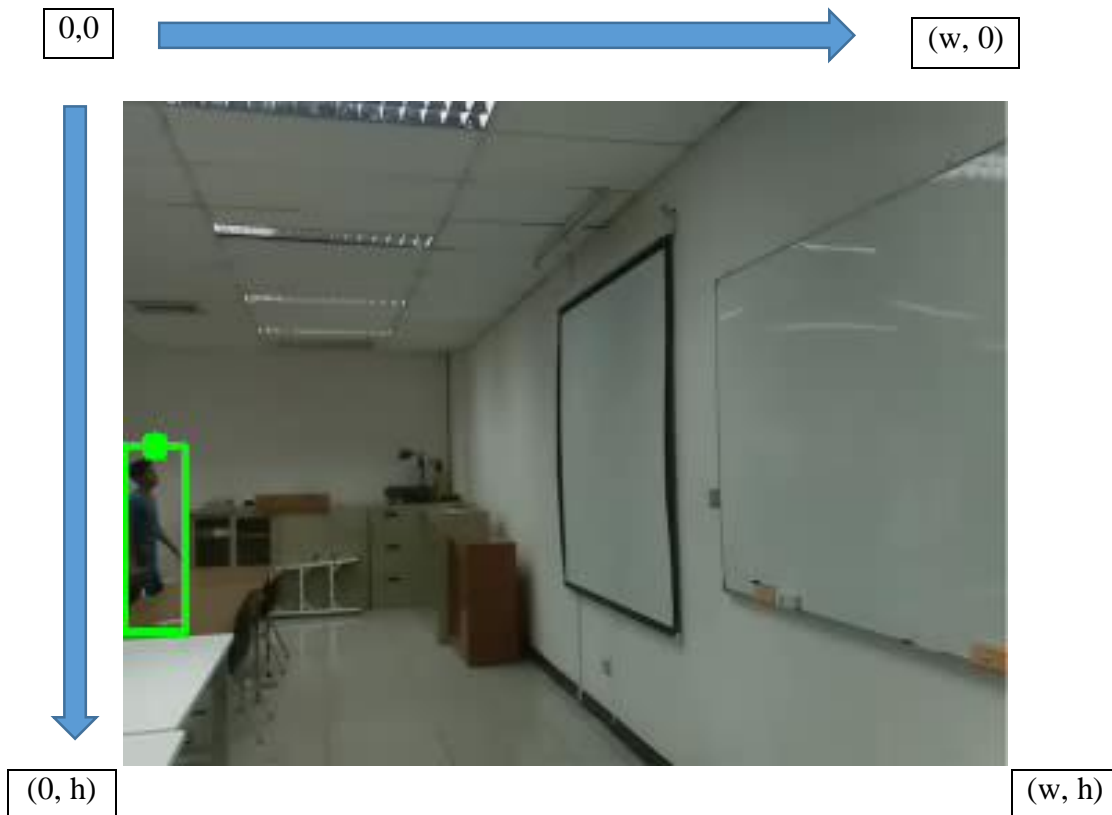 0,0
(w, 0)
(0, h)
(w, h)